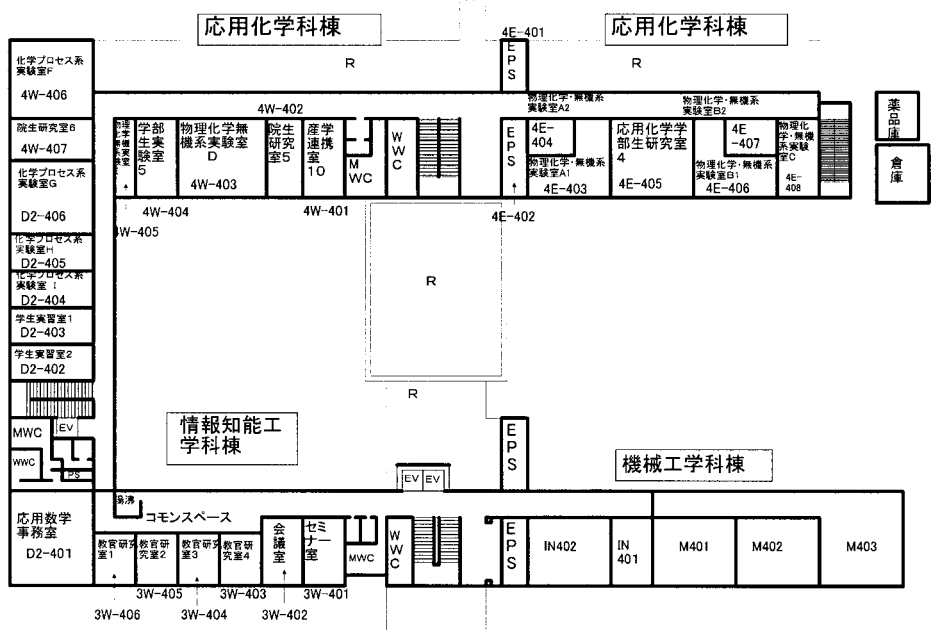 応用化学科棟
応用化学科棟
4E-401
EPS
R
R
化学プロセス系
実験室F
4W-406
4W-402
物理化学・無機系
実験室A2
物理化学・無機系
実験室B2
薬品庫
倉庫
院生研究室6
4W-407
学部生実験室5
物理化学無
機系実験室
D
4W-403
院生研究室5
産学連携室10
M
WC
WWC
EPS
4E-
404
物理化学・無機系
実験室A1
4E-403
応用化学学
部生研究室
4
4E-405
4E
-407
物理化学・無機系
実験室B1
4E-406
物理化
学・無
機系実験
室C
4E-
408
4W-404
4W-401
4E-402
4W-405
化学プロセス系
実験室G
D2-406
化学プロセス系
実験室H
D2-405
化学プロセス系
実験室I
D2-404
学生実習室1
D2-403
学生実習室2
D2-402
R
R
MWC
EV
WWC
PS
情報知能工
学科棟
EPS
機械工学科棟
EV
EV
湯沸
コモンスペース
応用数学
事務室
D2-401
教官研究
室1
教官研究
室2
教官研究
室3
教官研究
室4
会議室
セミナー室
MWC
WWC
EPS
IN402
IN
401
M401
M402
M403
3W-405
3W-403
3W-401
3W-406
3W-404
3W-402